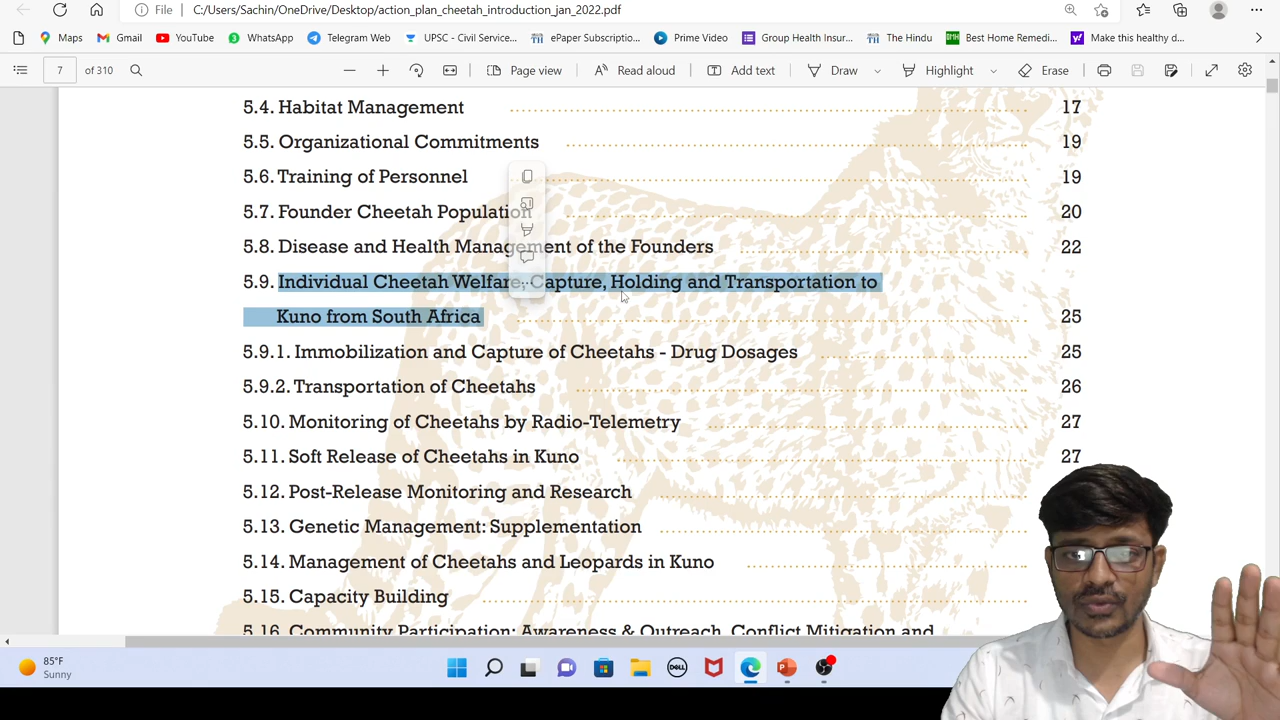 File C:/Users/Sachin/OneDrive/Desktop/action_plan_cheetah_introduction_jan_2022.pdf
Maps Gmail YouTube WhatsApp Telegram Web UPSC - Civil Service... ePaper Subscriptio... Prime Video Group Health Insur... The Hindu Best Home Remedi... Make this healthy d...
7 of 310 Page view Read aloud Add text Draw Highlight Erase
5.4. Habitat Management 17
5.5. Organizational Commitments 19
5.6. Training of Personnel 19
5.7. Founder Cheetah Population 20
5.8. Disease and Health Management of the Founders 22
5.9. Individual Cheetah Welfare, Capture, Holding and Transportation to
Kuno from South Africa 25
5.9.1. Immobilization and Capture of Cheetahs - Drug Dosages 25
5.9.2. Transportation of Cheetahs 26
5.10. Monitoring of Cheetahs by Radio-Telemetry 27
5.11. Soft Release of Cheetahs in Kuno 27
5.12. Post-Release Monitoring and Research
5.13. Genetic Management: Supplementation
5.14. Management of Cheetahs and Leopards in Kuno
5.15. Capacity Building
5.16. Community Participation: Awareness & Outreach, Conflict Mitigation and
85°F
Sunny
DELL